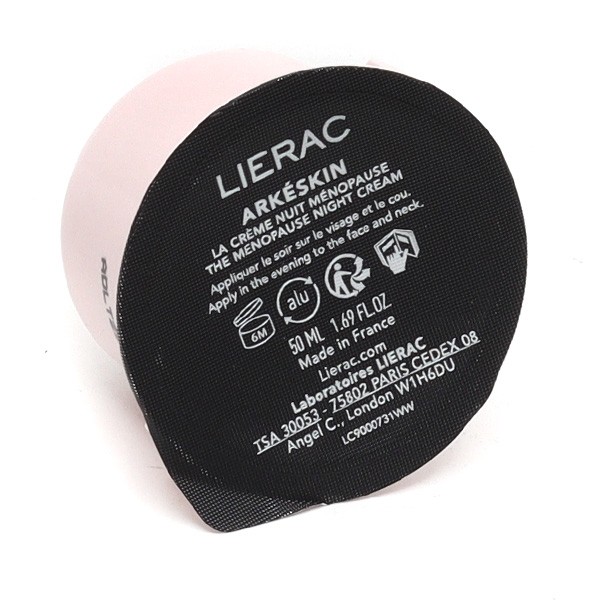 LIERAC
ARKÉSKIN
LA CRÈME NUIT MÉNOPAUSE
THE MENOPAUSE NIGHT CREAM
Appliquer le soir sur le visage et le cou.
Apply in the evening to the face and neck.
6M
alu
50 ML 1.69 FL.OZ
Made in France
Lierac.com
Laboratoires LIERAC
TSA 30053 - 75802 PARIS CEDEX 08
Angel C., London W1H6DU
LC9000731WW